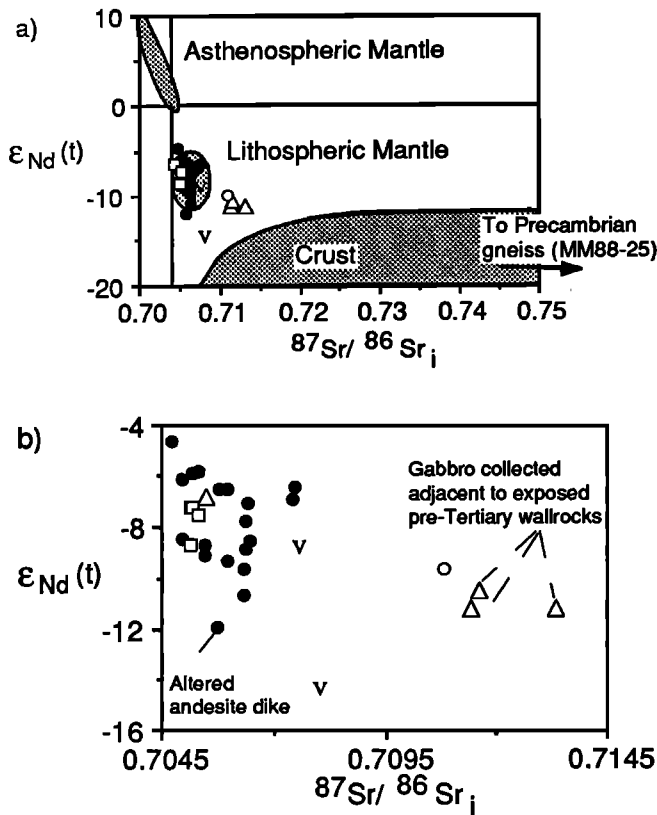 a)
10
Asthenospheric Mantle
0
εNd (t)
Lithospheric Mantle
-10
v
To Precambrian
gneiss (MM88-25)
Crust
-20
0.70
0.71
0.72
0.73
0.74
0.75
87Sr/ 86Sri
b)
-4
Gabbro collected
adjacent to exposed
pre-Tertiary wallrocks
-8
v
εNd (t)
-12
Altered
andesite dike
v
-16
0.7045
0.7095
0.7145
87Sr/ 86Sri